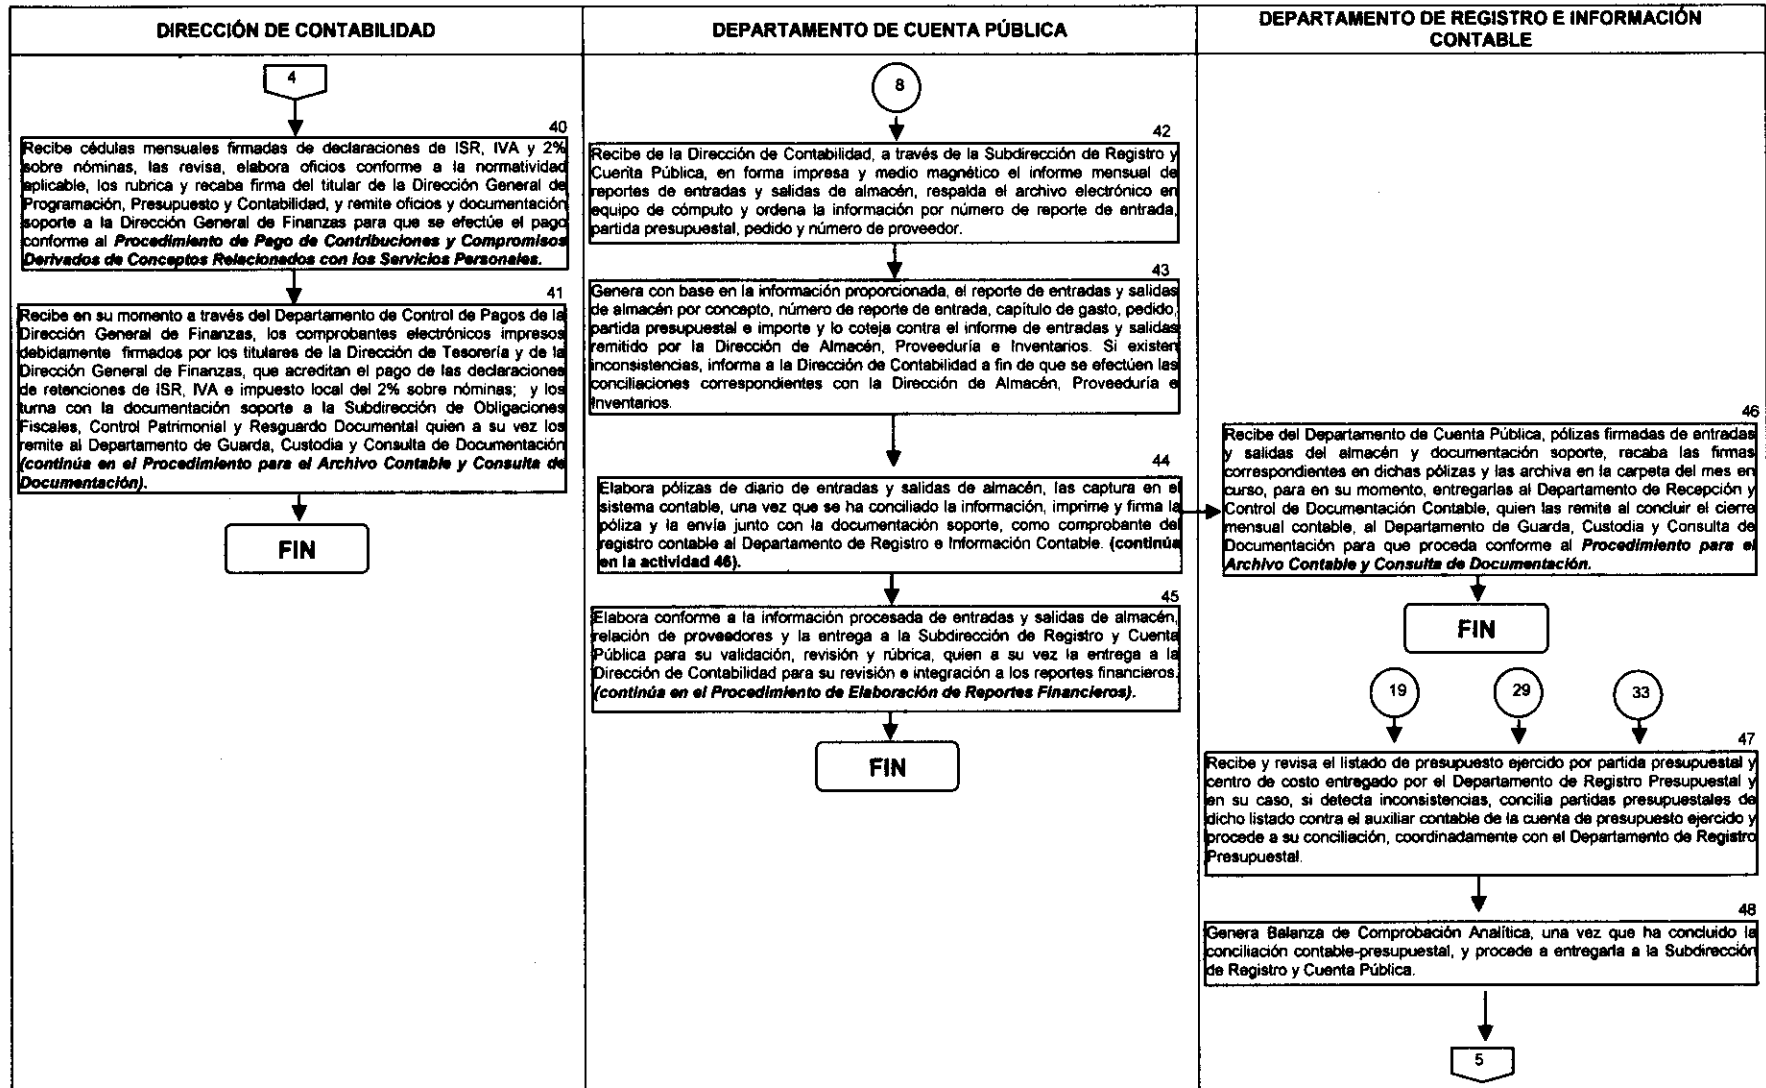 DIRECCIÓN DE CONTABILIDAD
4
40
Recibe cédulas mensuales firmadas de declaraciones de ISR, IVA y 2%
sobre nóminas, las revisa, elabora oficios conforme a la normatividad
aplicable, los rubrica y recaba firma del titular de la Dirección General de
Programación, Presupuesto y Contabilidad, y remite oficios y documentación
soporte a la Dirección General de Finanzas para que se efectúe el pago
conforme al Procedimiento de Pago de Contribuciones y Compromisos
Derivados de Conceptos Relacionados con los Servicios Personales.
41
Recibe en su momento a través del Departamento de Control de Pagos de la
Dirección General de Finanzas, los comprobantes electrónicos impresos
debidamente firmados por los titulares de la Dirección de Tesorería y de la
Dirección General de Finanzas, que acreditan el pago de las declaraciones
de retenciones de ISR, IVA e impuesto local del 2% sobre nóminas; y los
turna con la documentación soporte a la Subdirección de Obligaciones
Fiscales, Control Patrimonial y Resguardo Documental quien a su vez los
remite al Departamento de Guarda, Custodia y Consulta de Documentación
(continúa en el Procedimiento para el Archivo Contable y Consulta de
Documentación).
FIN
DEPARTAMENTO DE CUENTA PÚBLICA
8
42
Recibe de la Dirección de Contabilidad, a través de la Subdirección de Registro y
Cuenta Pública, en forma impresa y medio magnético el informe mensual de
reportes de entradas y salidas de almacén, respalda el archivo electrónico en
equipo de cómputo y ordena la información por número de reporte de entrada,
partida presupuestal, pedido y número de proveedor.
43
Genera con base en la información proporcionada, el reporte de entradas y salidas
de almacén por concepto, número de reporte de entrada, capítulo de gasto, pedido,
partida presupuestal e importe y lo coteja contra el informe de entradas y salidas
remitido por la Dirección de Almacén, Proveeduría e Inventarios. Si existen
inconsistencias, informa a la Dirección de Contabilidad a fin de que se efectúen las
conciliaciones correspondientes con la Dirección de Almacén, Proveeduría e
Inventarios.
44
Elabora pólizas de diario de entradas y salidas de almacén, las captura en el
sistema contable, una vez que se ha conciliado la información, imprime y firma la
póliza y la envía junto con la documentación soporte, como comprobante del
registro contable al Departamento de Registro e Información Contable. (continúa
en la actividad 46).
45
Elabora conforme a la información procesada de entradas y salidas de almacén,
relación de proveedores y la entrega a la Subdirección de Registro y Cuenta
Pública para su validación, revisión y rúbrica, quien a su vez la entrega a la
Dirección de Contabilidad para su revisión e integración a los reportes financieros.
(continúa en el Procedimiento de Elaboración de Reportes Financieros).
FIN
DEPARTAMENTO DE REGISTRO E INFORMACIÓN
CONTABLE
46
Recibe del Departamento de Cuenta Pública, pólizas firmadas de entradas
y salidas del almacén y documentación soporte, recaba las firmas
correspondientes en dichas pólizas y las archiva en la carpeta del mes en
curso, para en su momento, entregarlas al Departamento de Recepción y
Control de Documentación Contable, quien las remite al concluir el cierre
mensual contable, al Departamento de Guarda, Custodia y Consulta de
Documentación para que proceda conforme al Procedimiento para el
Archivo Contable y Consulta de Documentación.
FIN
19 29 33
47
Recibe y revisa el listado de presupuesto ejercido por partida presupuestal y
centro de costo entregado por el Departamento de Registro Presupuestal y
en su caso, si detecta inconsistencias, concilia partidas presupuestales de
dicho listado contra el auxiliar contable de la cuenta de presupuesto ejercido y
procede a su conciliación, coordinadamente con el Departamento de Registro
Presupuestal.
48
Genera Balanza de Comprobación Analítica, una vez que ha concluido la
conciliación contable-presupuestal, y procede a entregarla a la Subdirección
de Registro y Cuenta Pública.
5